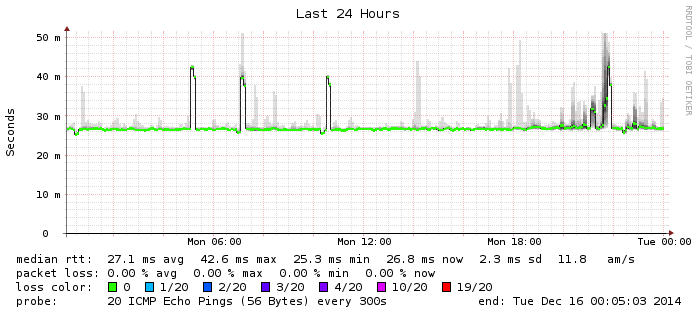 Last 24 Hours
RRDTOOL / TOBI OETIKER
Seconds
50 m
40 m
30 m
20 m
10 m
0
Mon 06:00 Mon 12:00 Mon 18:00 Tue 00:00
median rtt: 27.1 ms avg 42.6 ms max 25.3 ms min 26.8 ms now 2.3 ms sd 11.8 am/s
packet loss: 0.00 % avg 0.00 % max 0.00 % min 0.00 % now
loss color: 0 1/20 2/20 3/20 4/20 10/20 19/20
probe: 20 ICMP Echo Pings (56 Bytes) every 300s end: Tue Dec 16 00:05:03 2014